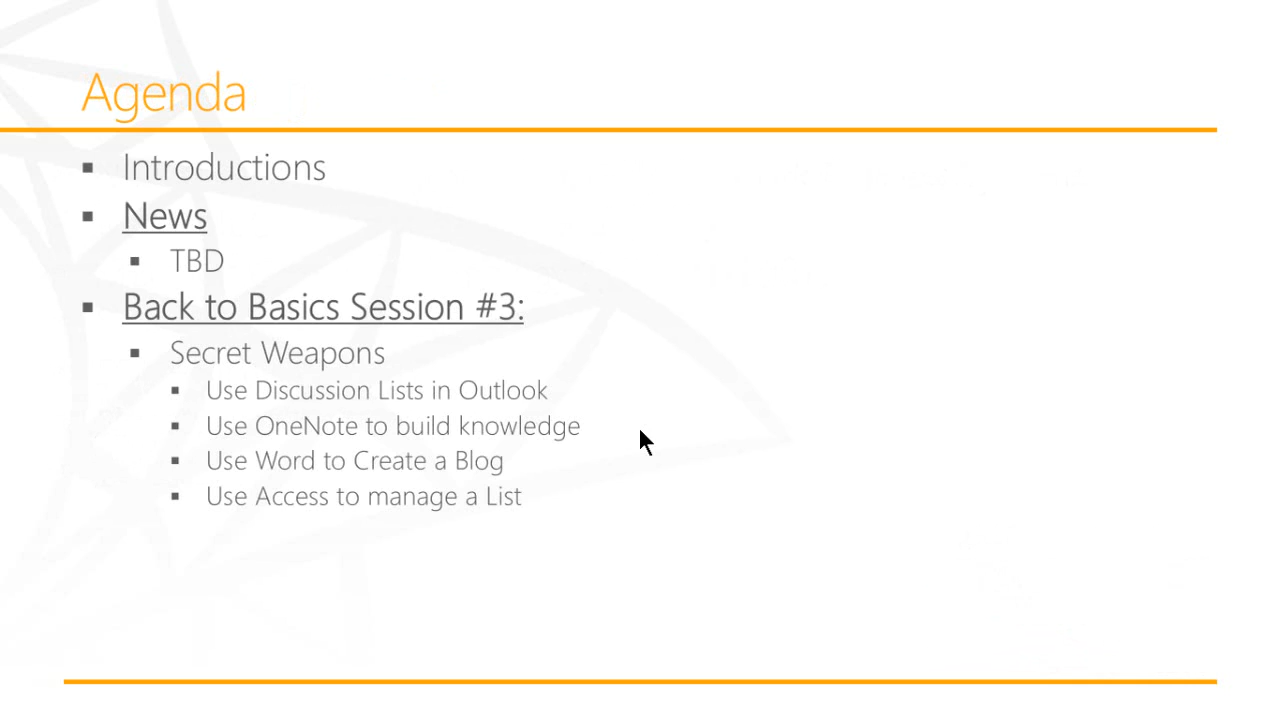 Agenda
Introductions
News
TBD
Back to Basics Session #3:
Secret Weapons
Use Discussion Lists in Outlook
Use OneNote to build knowledge
Use Word to Create a Blog
Use Access to manage a List